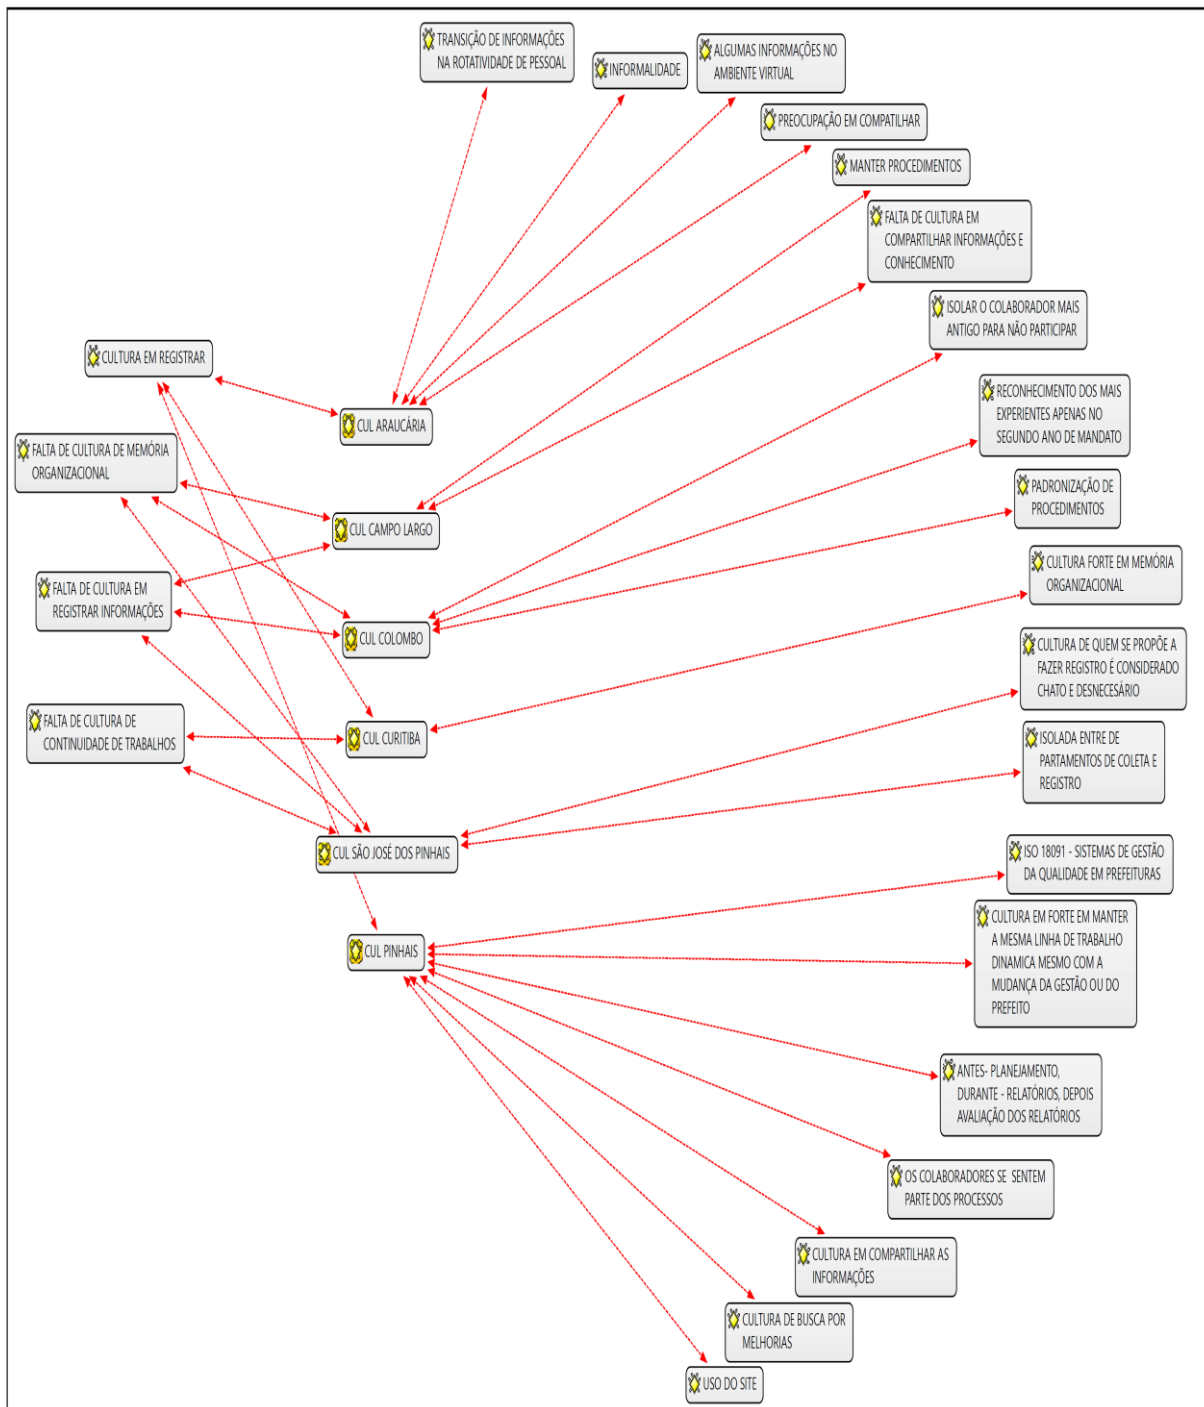 TRANSIÇÃO DE INFORMAÇÕES
NA ROTATIVIDADE DE PESSOAL
INFORMALIDADE
ALGUMAS INFORMAÇÕES NO
AMBIENTE VIRTUAL
PREOCUPAÇÃO EM COMPATILHAR
MANTER PROCEDIMENTOS
FALTA DE CULTURA EM
COMPARTILHAR INFORMAÇÕES E
CONHECIMENTO
ISOLAR O COLABORADOR MAIS
ANTIGO PARA NÃO PARTICIPAR
CULTURA EM REGISTRAR
RECONHECIMENTO DOS MAIS
EXPERIENTES APENAS NO
SEGUNDO ANO DE MANDATO
CUL ARAUCÁRIA
FALTA DE CULTURA DE MEMÓRIA
ORGANIZACIONAL
PADRONIZAÇÃO DE
PROCEDIMENTOS
CUL CAMPO LARGO
CULTURA FORTE EM MEMÓRIA
ORGANIZACIONAL
FALTA DE CULTURA EM
REGISTRAR INFORMAÇÕES
CUL COLOMBO
CULTURA DE QUEM SE PROPÕE A
FAZER REGISTRO É CONSIDERADO
CHATO E DESNECESÁRIO
FALTA DE CULTURA DE
CONTINUIDADE DE TRABALHOS
CUL CURITIBA
ISOLADA ENTRE DE
PARTAMENTOS DE COLETA E
REGISTRO
CUL SÃO JOSÉ DOS PINHAIS
ISO 18091 - SISTEMAS DE GESTÃO
DA QUALIDADE EM PREFEITURAS
CUL PINHAIS
CULTURA EM FORTE EM MANTER
A MESMA LINHA DE TRABALHO
DINAMICA MESMO COM A
MUDANÇA DA GESTÃO OU DO
PREFEITO
ANTES- PLANEJAMENTO,
DURANTE - RELATÓRIOS, DEPOIS
AVALIAÇÃO DOS RELATÓRIOS
OS COLABORADORES SE SENTEM
PARTE DOS PROCESSOS
CULTURA EM COMPARTILHAR AS
INFORMAÇÕES
CULTURA DE BUSCA POR
MELHORIAS
USO DO SITE